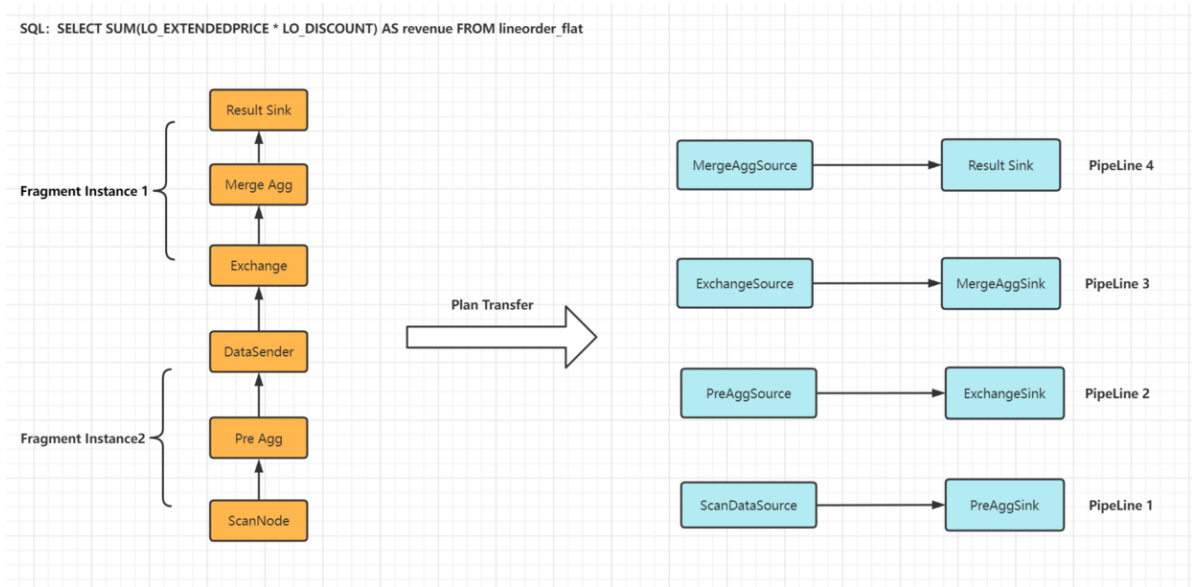 SQL: SELECT SUM(LO_EXTENDEDPRICE * LO_DISCOUNT) AS revenue FROM lineorder_flat
Result Sink
Merge Agg
Fragment Instance 1
Exchange
DataSender
Pre Agg
Fragment Instance2
ScanNode
Plan Transfer
MergeAggSource
Result Sink
PipeLine 4
ExchangeSource
MergeAggSink
PipeLine 3
PreAggSource
ExchangeSink
PipeLine 2
ScanDataSource
PreAggSink
PipeLine 1